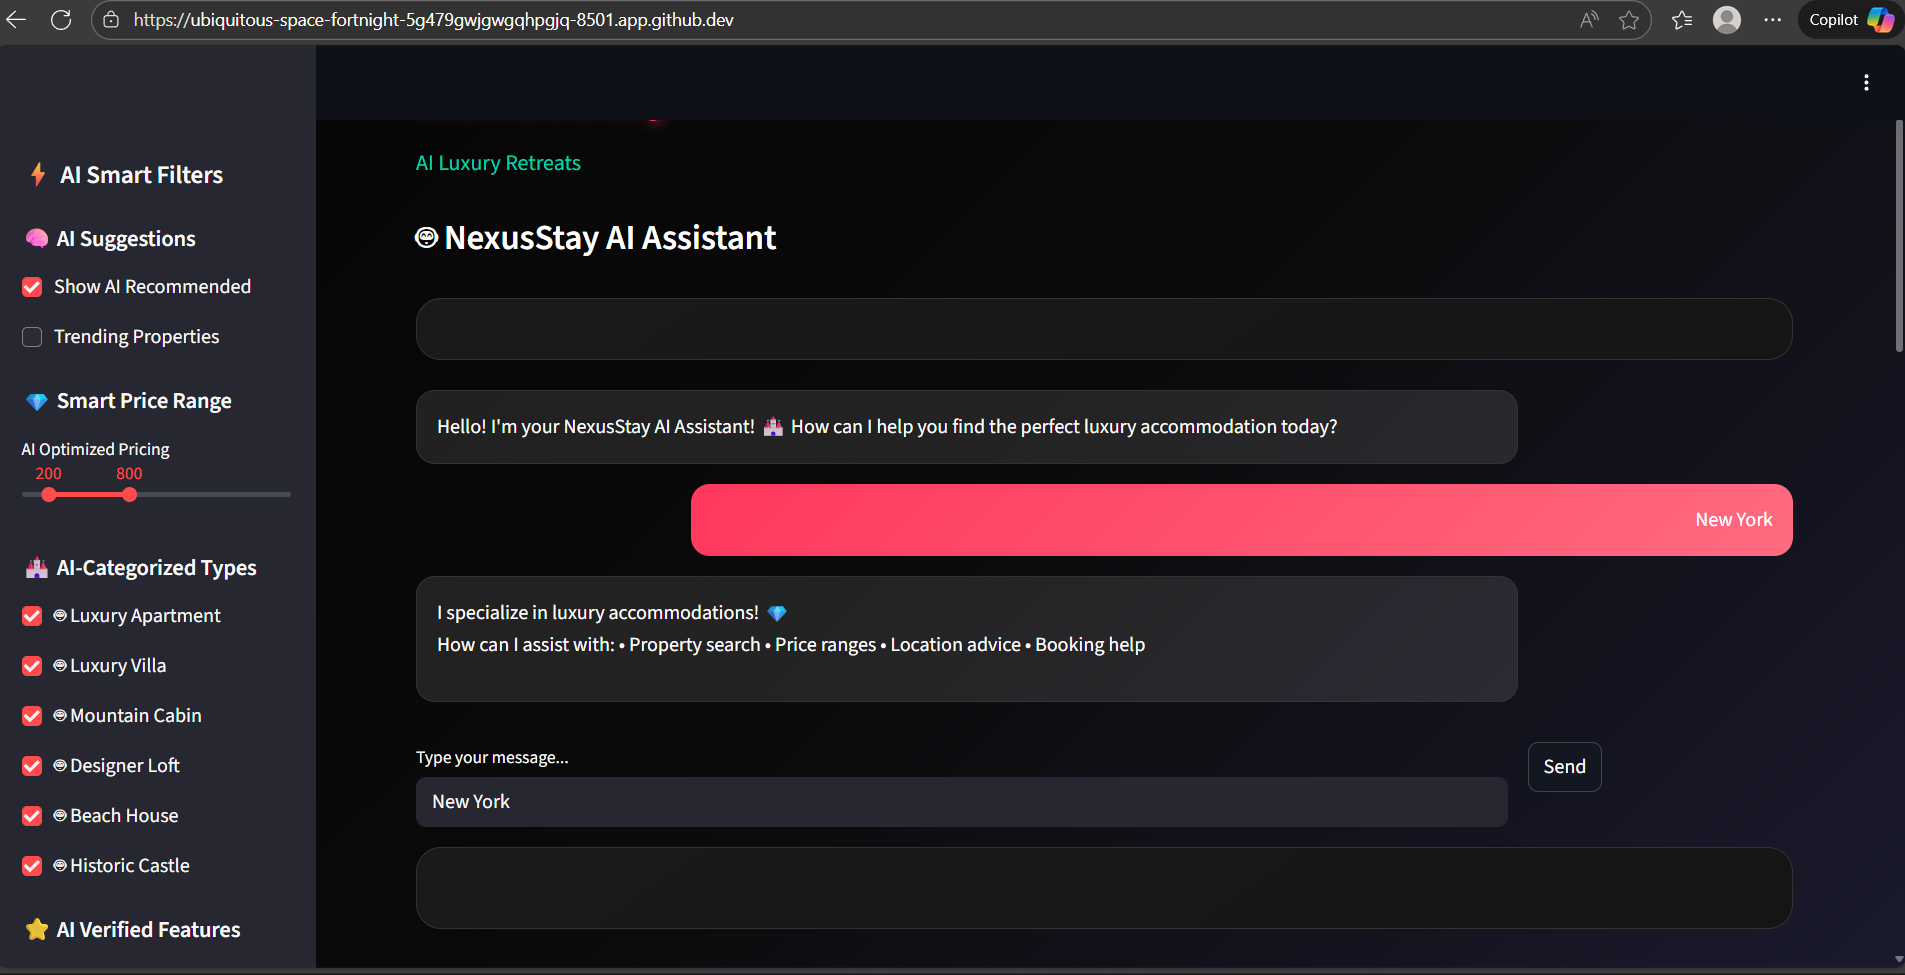 https://ubiquitous-space-fortnight-5g479gwjgwgqhpgjq-8501.app.github.dev
Copilot
AI Smart Filters
AI Suggestions
Show AI Recommended
Trending Properties
Smart Price Range
AI Optimized Pricing
200 800
AI-Categorized Types
Luxury Apartment
Luxury Villa
Mountain Cabin
Designer Loft
Beach House
Historic Castle
AI Verified Features
AI Luxury Retreats
NexusStay AI Assistant
Hello! I'm your NexusStay AI Assistant! 🏰 How can I help you find the perfect luxury accommodation today?
New York
I specialize in luxury accommodations! 💎
How can I assist with: • Property search • Price ranges • Location advice • Booking help
Type your message...
New York
Send